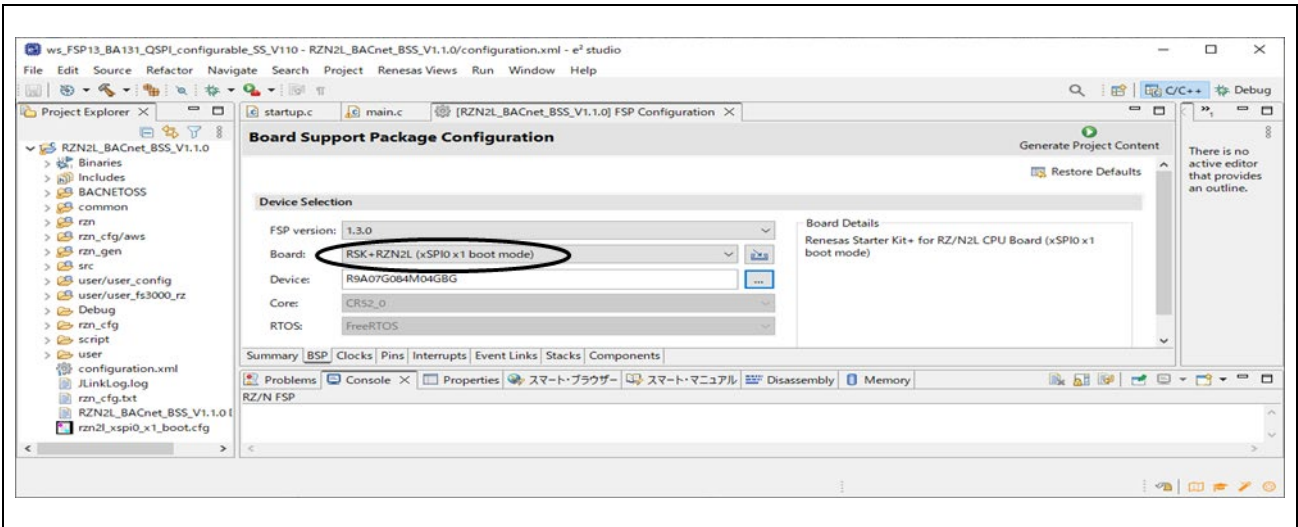 ws_FSP13_BA131_QSPI_configurable_SS_V110 - RZN2L_BACnet_BSS_V1.1.0/configuration.xml - e² studio
File Edit Source Refactor Navigate Search Project Renesas Views Run Window Help
C/C++ Debug
Project Explorer
startup.c main.c [RZN2L_BACnet_BSS_V1.1.0] FSP Configuration
RZN2L_BACnet_BSS_V1.1.0
Binaries
Includes
BACNETOSS
common
rzn
rzn_cfg/aws
rzn_gen
src
user/user_config
user/user_fs3000_rz
Debug
rzn_cfg
script
user
configuration.xml
JLinkLog.log
rzn_cfg.txt
RZN2L_BACnet_BSS_V1.1.0 [
rzn2l_xspi0_x1_boot.cfg
Board Support Package Configuration
Generate Project Content
Restore Defaults
Device Selection
FSP version: 1.3.0
Board: RSK+RZN2L (xSPI0 x1 boot mode)
Device: R9A07G084M04GBG
...
Core: CR52_0
RTOS: FreeRTOS
Board Details
Renesas Starter Kit+ for RZ/N2L CPU Board (xSPI0 x1
boot mode)
Summary BSP Clocks Pins Interrupts Event Links Stacks Components
Problems Console Properties スマート・ブラウザー スマート・マニュアル Disassembly Memory
RZ/N FSP
There is no
active editor
that provides
an outline.